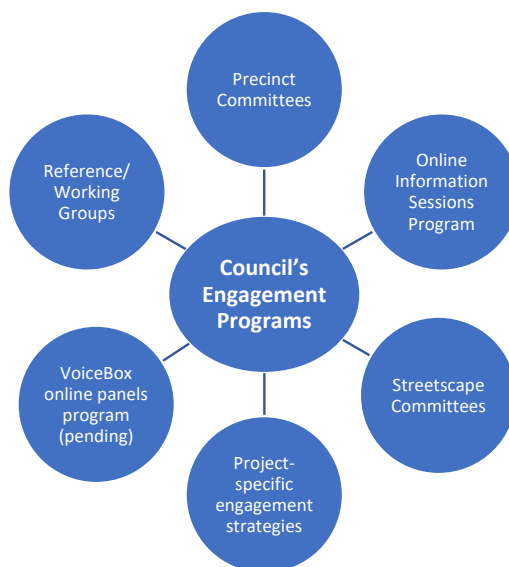 Precinct
Committees
Online
Information
Sessions
Program
Reference/
Working
Groups
Council's
Engagement
Programs
VoiceBox
online panels
program
(pending)
Streetscape
Committees
Project-
specific
engagement
strategies